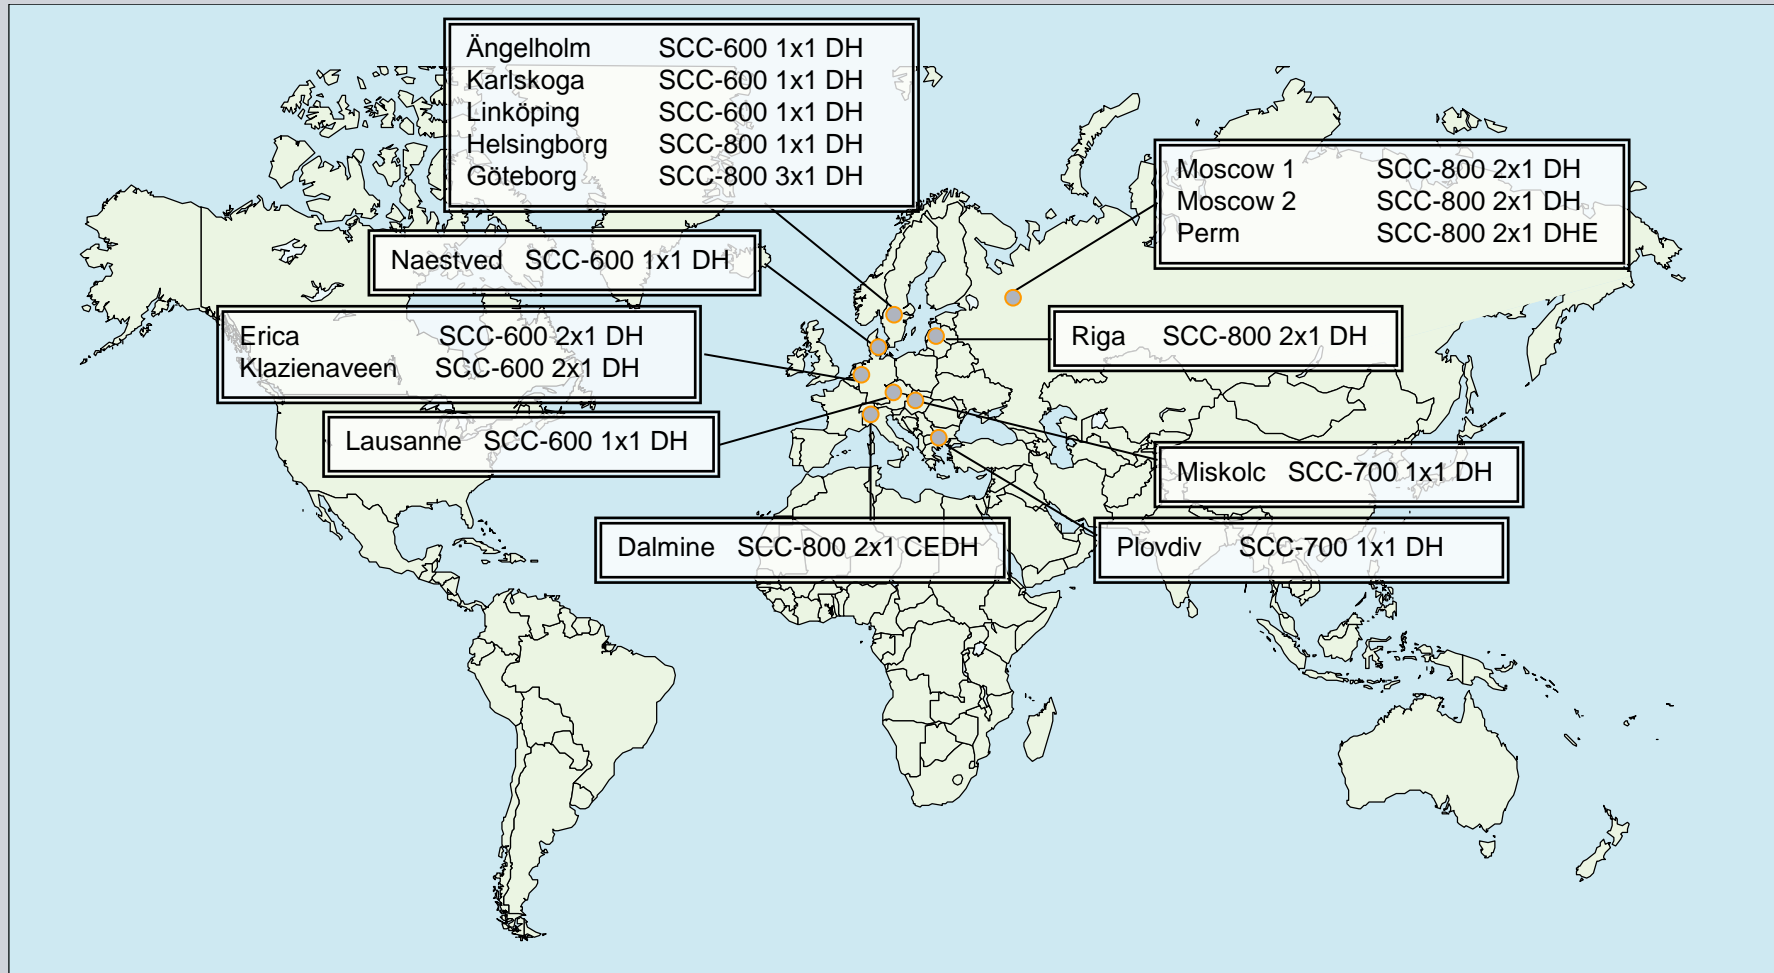 Ängelholm SCC-600 1x1 DH
Karlskoga SCC-600 1x1 DH
Linköping SCC-600 1x1 DH
Helsingborg SCC-800 1x1 DH
Göteborg SCC-800 3x1 DH
Moscow 1 SCC-800 2x1 DH
Moscow 2 SCC-800 2x1 DH
Perm SCC-800 2x1 DHE
Naestved SCC-600 1x1 DH
Erica SCC-600 2x1 DH
Klazienaveen SCC-600 2x1 DH
Riga SCC-800 2x1 DH
Lausanne SCC-600 1x1 DH
Miskolc SCC-700 1x1 DH
Dalmine SCC-800 2x1 CEDH
Plovdiv SCC-700 1x1 DH